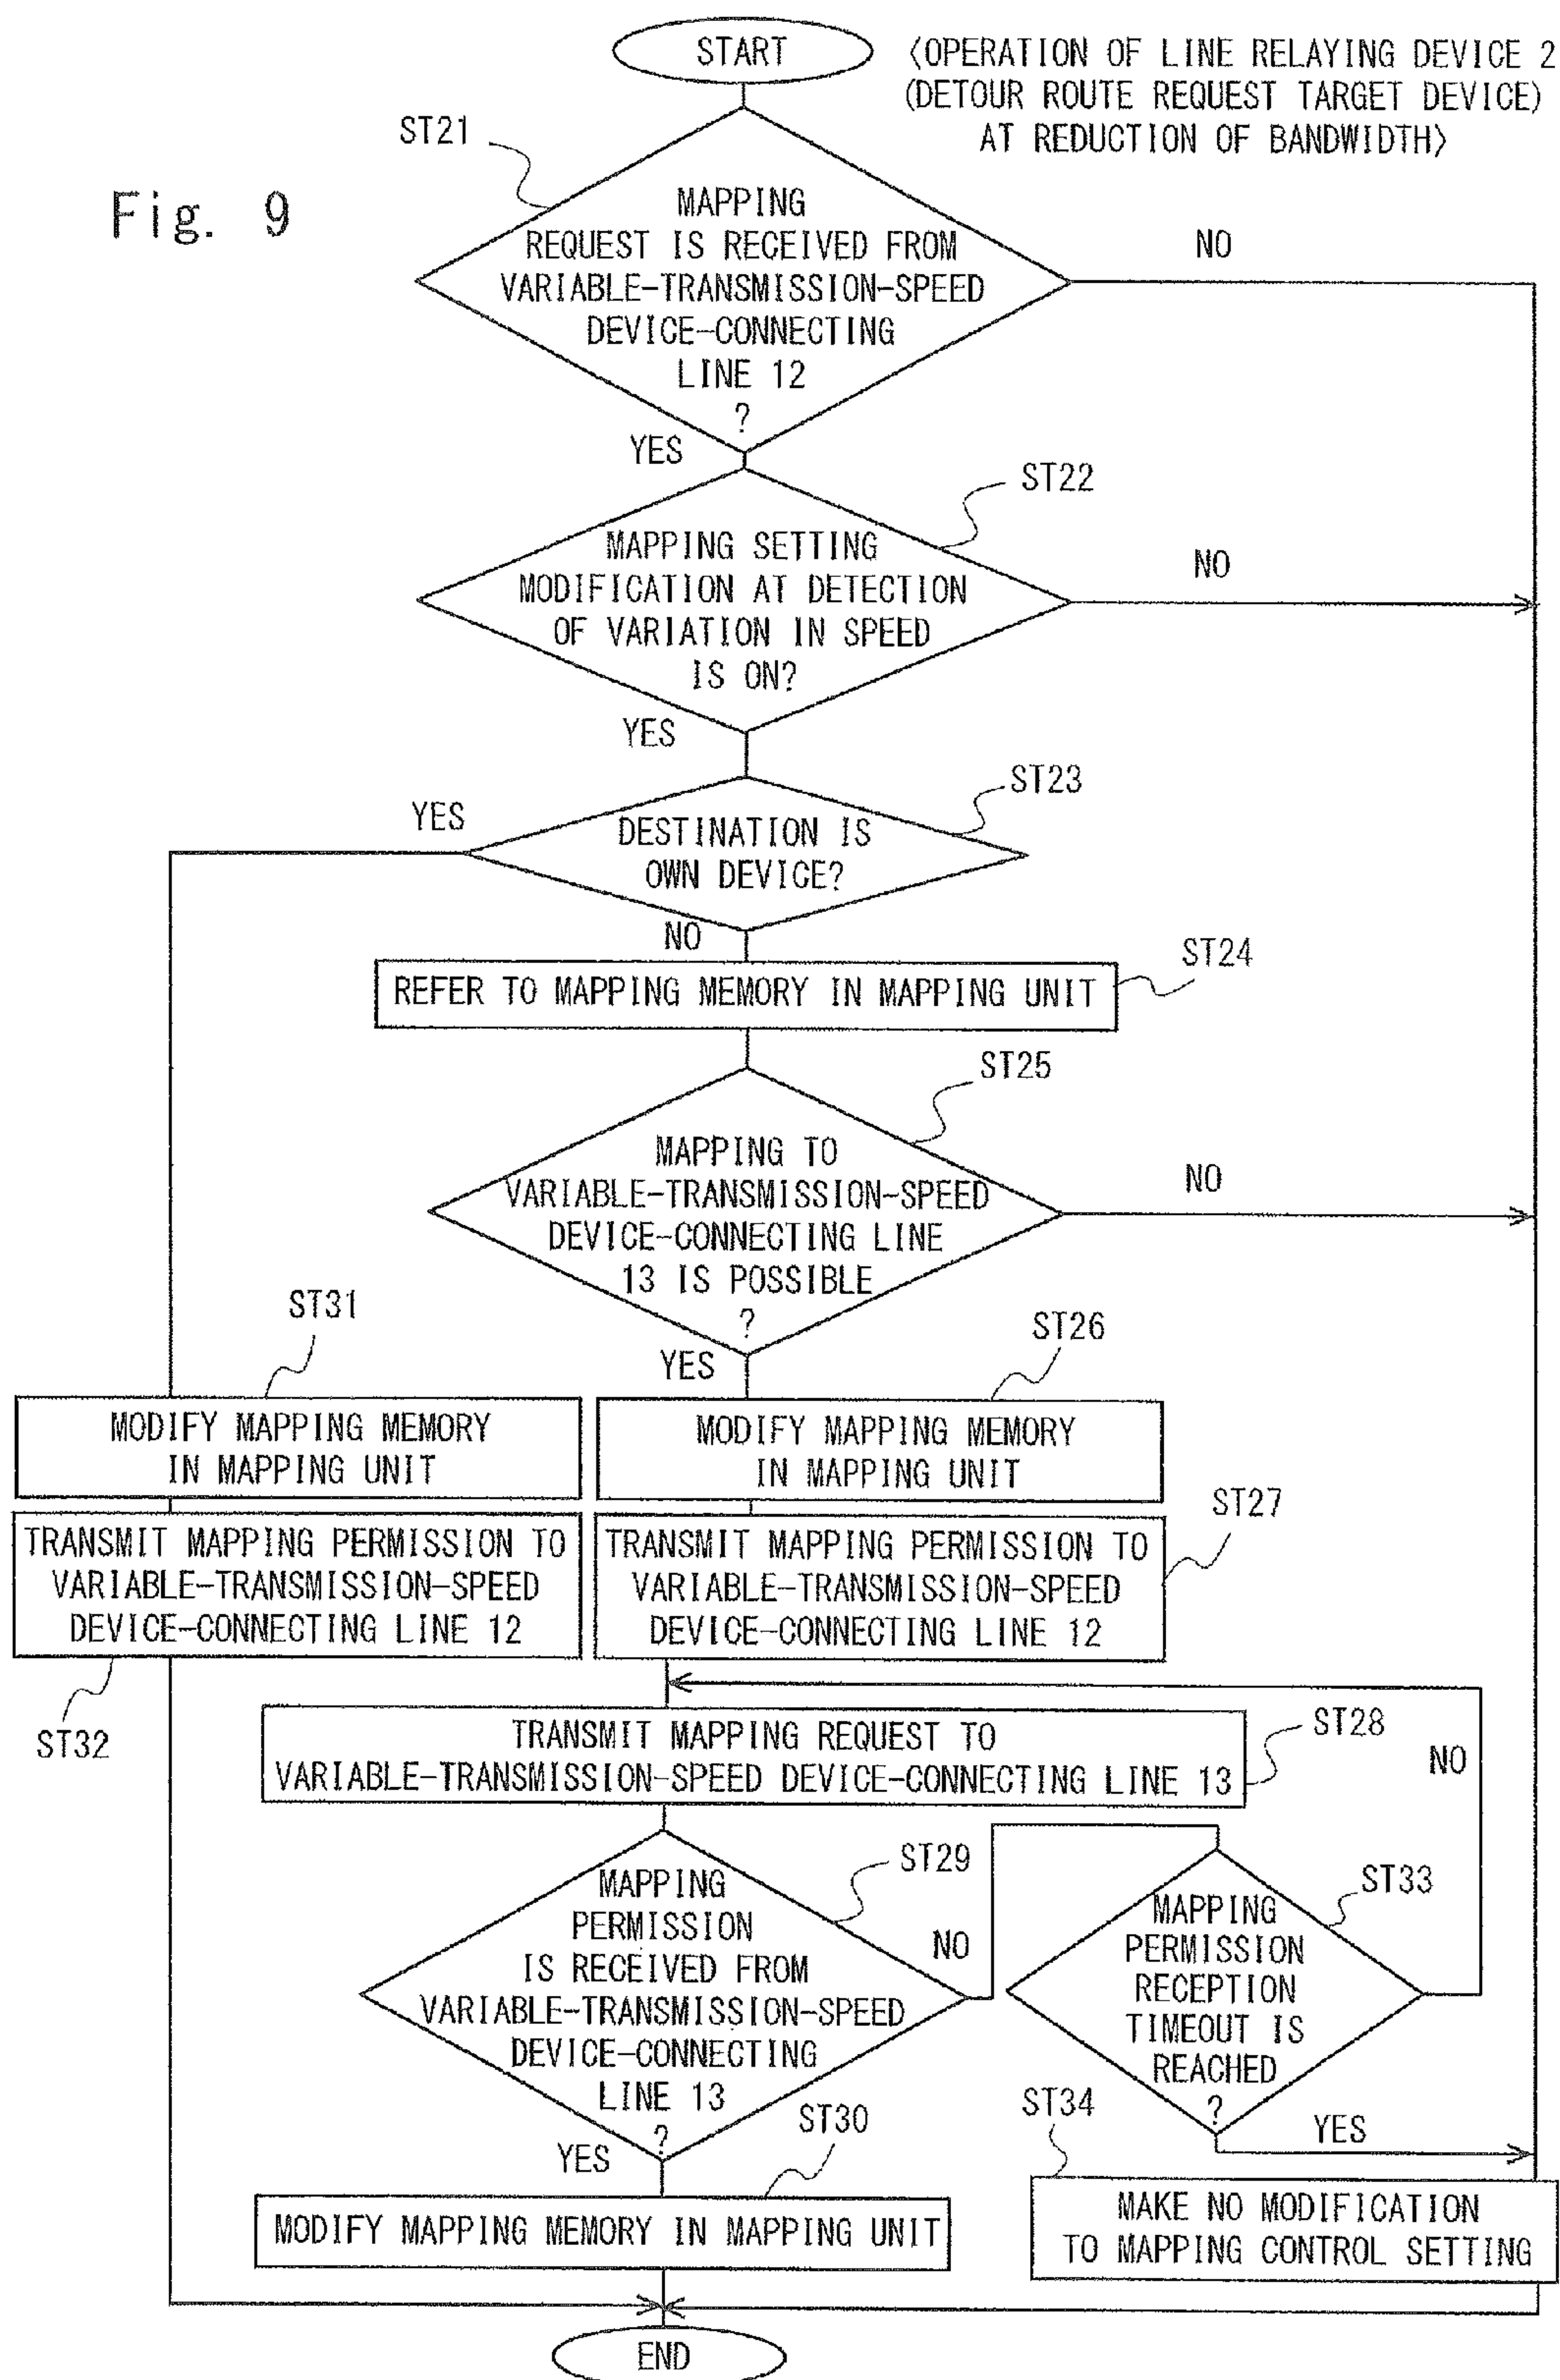 START
〈OPERATION OF LINE RELAYING DEVICE 2
(DETOUR ROUTE REQUEST TARGET DEVICE)
AT REDUCTION OF BANDWIDTH〉
Fig. 9
ST21
MAPPING
REQUEST IS RECEIVED FROM
VARIABLE-TRANSMISSION-SPEED
DEVICE-CONNECTING
LINE 12
?
NO
YES
ST22
MAPPING SETTING
MODIFICATION AT DETECTION
OF VARIATION IN SPEED
IS ON?
NO
YES
ST23
DESTINATION IS
OWN DEVICE?
YES
NO
ST24
REFER TO MAPPING MEMORY IN MAPPING UNIT
ST25
MAPPING TO
VARIABLE-TRANSMISSION-SPEED
DEVICE-CONNECTING LINE
13 IS POSSIBLE
?
NO
YES
ST31
MODIFY MAPPING MEMORY
IN MAPPING UNIT
ST26
MODIFY MAPPING MEMORY
IN MAPPING UNIT
TRANSMIT MAPPING PERMISSION TO
VARIABLE-TRANSMISSION-SPEED
DEVICE-CONNECTING LINE 12
ST32
ST27
TRANSMIT MAPPING PERMISSION TO
VARIABLE-TRANSMISSION-SPEED
DEVICE-CONNECTING LINE 12
ST28
TRANSMIT MAPPING REQUEST TO
VARIABLE-TRANSMISSION-SPEED DEVICE-CONNECTING LINE 13
NO
ST29
MAPPING
PERMISSION
IS RECEIVED FROM
VARIABLE-TRANSMISSION-SPEED
DEVICE-CONNECTING
LINE 13
?
NO
YES
ST33
MAPPING
PERMISSION
RECEPTION
TIMEOUT IS
REACHED
?
YES
ST30
MODIFY MAPPING MEMORY IN MAPPING UNIT
ST34
MAKE NO MODIFICATION
TO MAPPING CONTROL SETTING
END